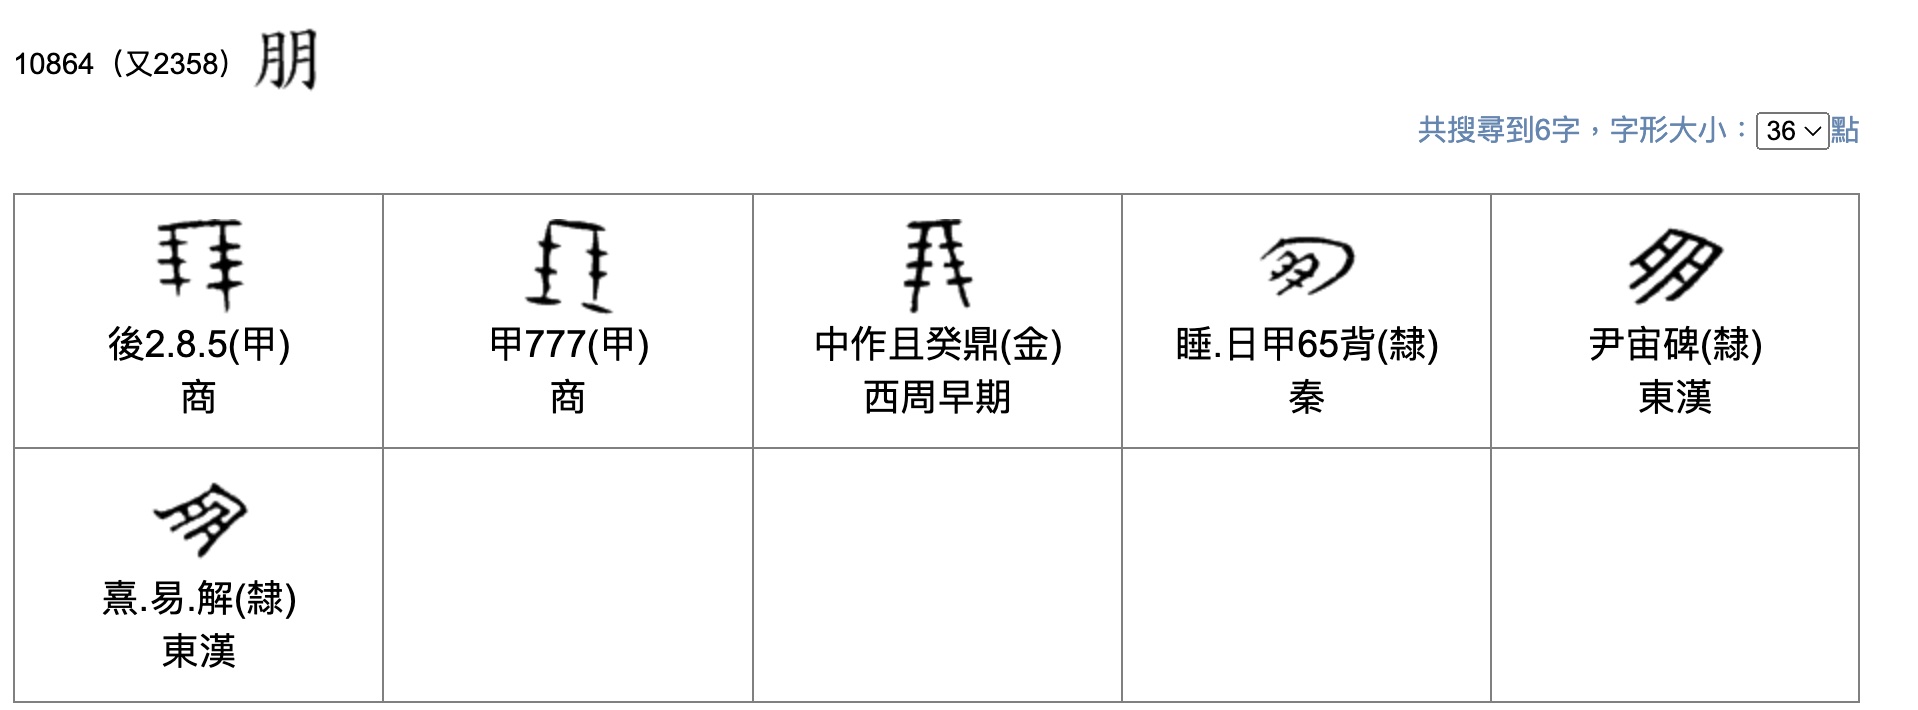 10864（又2358） 朋
共搜尋到6字，字形大小：36點
後2.8.5(甲)
商
甲777(甲)
商
中作且癸鼎(金)
西周早期
睡.日甲65背(隸)
秦
尹宙碑(隸)
東漢
熹.易.解(隸)
東漢